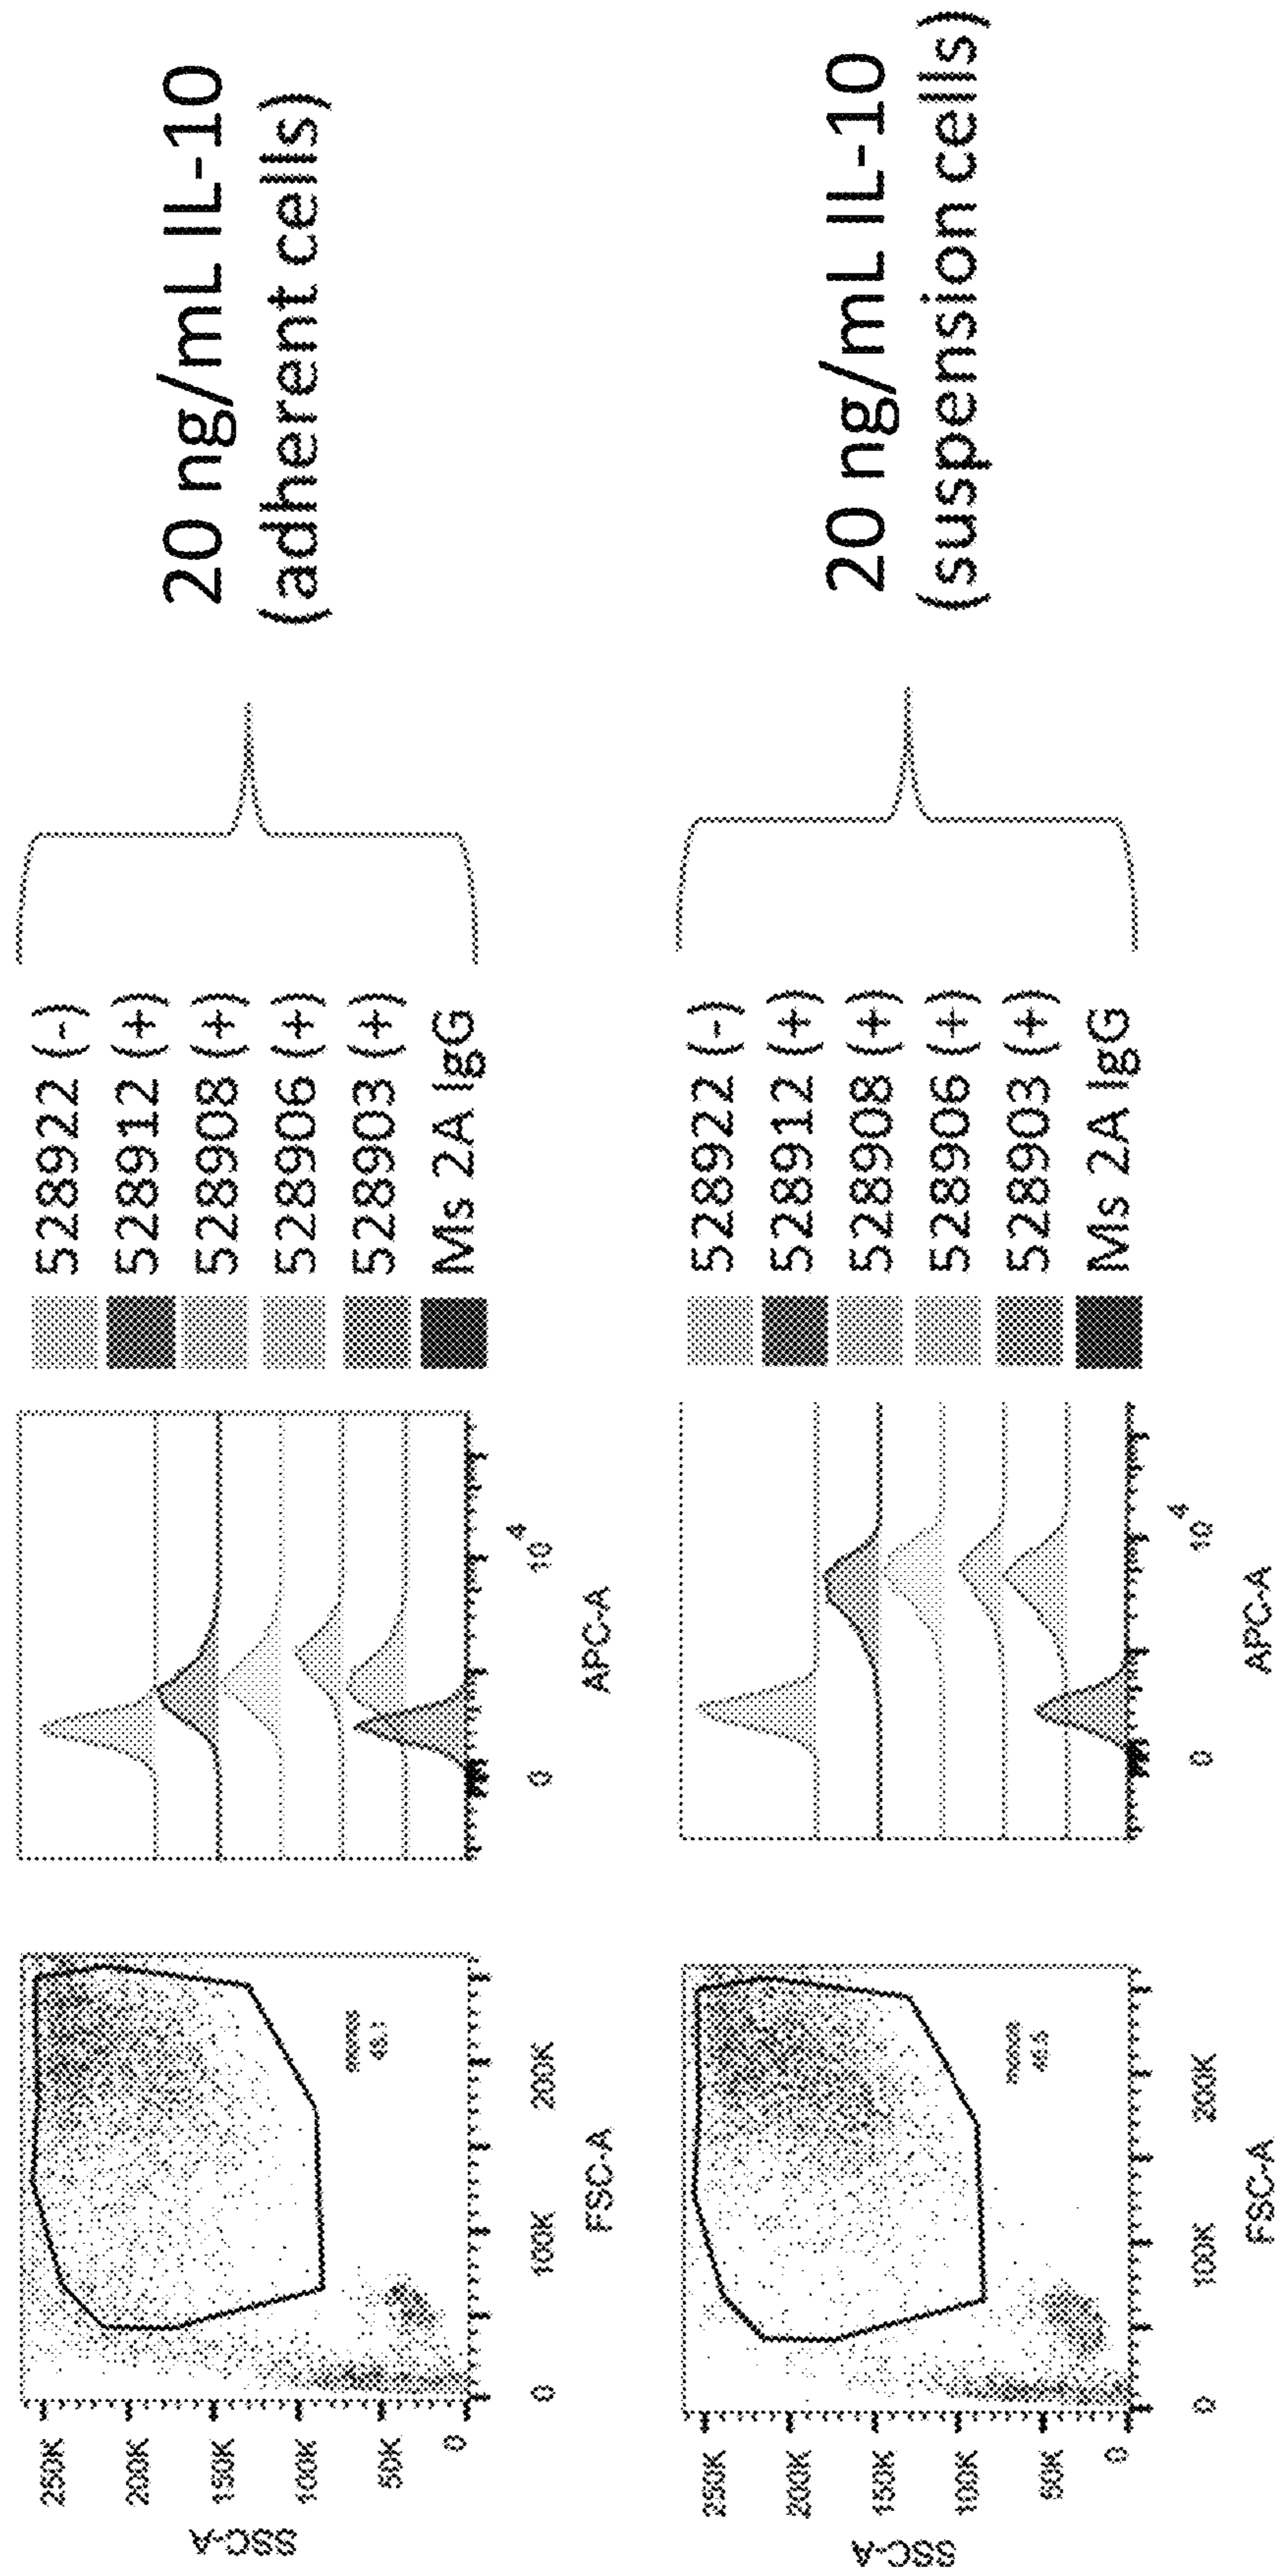 250K
200K
150K
100K
50K
0
SSC-A
0
100K
200K
FSC-A
0
10
4
APC-A
528922 (-)
528912 (+)
528908 (+)
528906 (+)
528903 (+)
Ms 2A IgG
20 ng/mL IL-10
(adherent cells)
250K
200K
150K
100K
50K
0
SSC-A
0
100K
200K
FSC-A
0
10
4
APC-A
528922 (-)
528912 (+)
528908 (+)
528906 (+)
528903 (+)
Ms 2A IgG
20 ng/mL IL-10
(suspension cells)